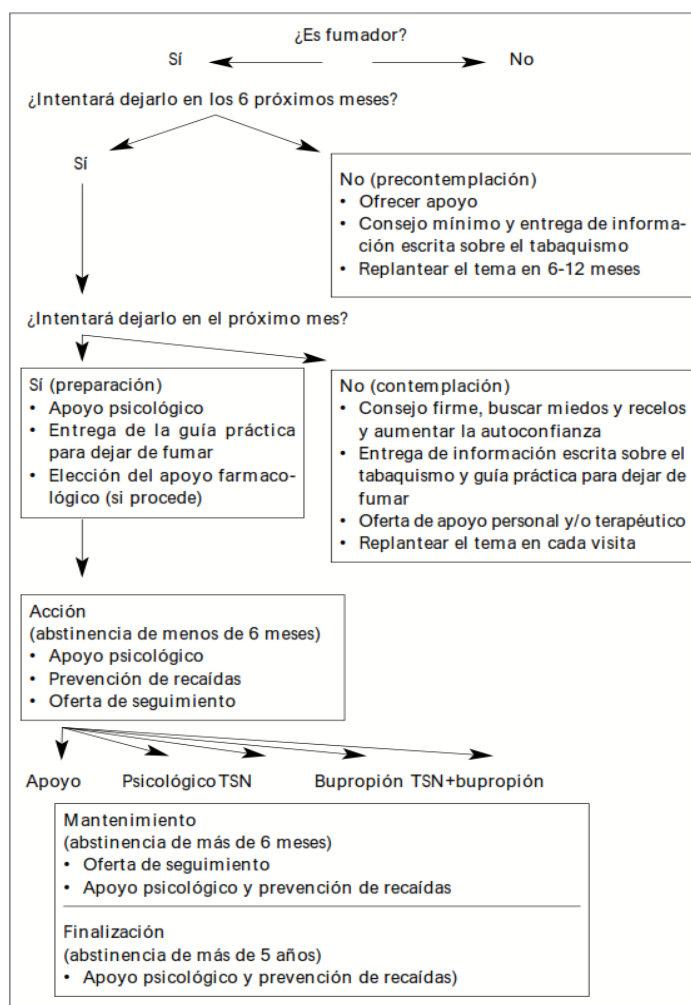 ¿Es fumador?
Sí No
¿Intentará dejarlo en los 6 próximos meses?
Sí
No (precontemplación)
• Ofrecer apoyo
• Consejo mínimo y entrega de informa-
ción escrita sobre el tabaquismo
• Replantear el tema en 6-12 meses
¿Intentará dejarlo en el próximo mes?
Sí (preparación)
• Apoyo psicológico
• Entrega de la guía práctica
para dejar de fumar
• Elección del apoyo farmaco-
lógico (si procede)
No (contemplación)
• Consejo firme, buscar miedos y recelos
y aumentar la autoconfianza
• Entrega de información escrita sobre el
tabaquismo y guía práctica para dejar de
fumar
• Oferta de apoyo personal y/o terapéutico
• Replantear el tema en cada visita
Acción
(abstinencia de menos de 6 meses)
• Apoyo psicológico
• Prevención de recaídas
• Oferta de seguimiento
Apoyo Psicológico TSN Bupropión TSN+bupropión
Mantenimiento
(abstinencia de más de 6 meses)
• Oferta de seguimiento
• Apoyo psicológico y prevención de recaídas
Finalización
(abstinencia de más de 5 años)
• Apoyo psicológico y prevención de recaídas)